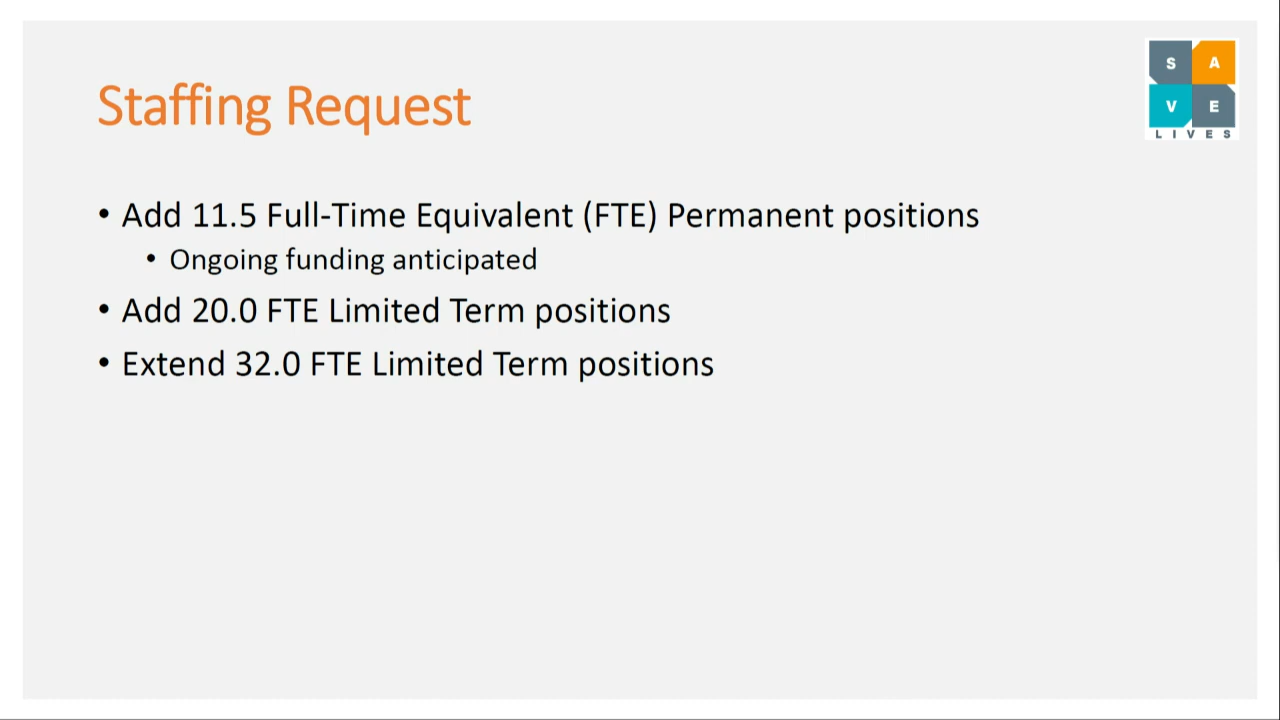 Staffing Request
S A
V E
LIVES
• Add 11.5 Full-Time Equivalent (FTE) Permanent positions
• Ongoing funding anticipated
• Add 20.0 FTE Limited Term positions
• Extend 32.0 FTE Limited Term positions